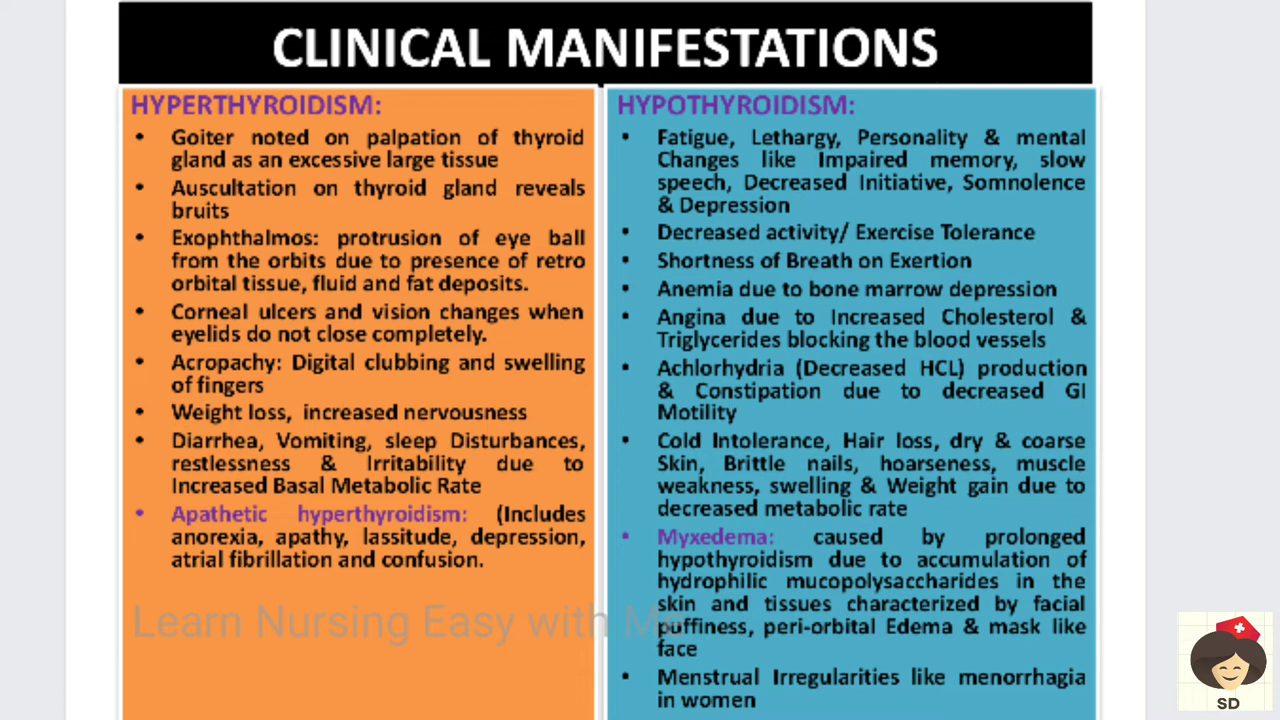 CLINICAL MANIFESTATIONS
HYPERTHYROIDISM:
• Goiter noted on palpation of thyroid
gland as an excessive large tissue
• Auscultation on thyroid gland reveals
bruits
• Exophthalmos: protrusion of eye ball
from the orbits due to presence of retro
orbital tissue, fluid and fat deposits.
• Corneal ulcers and vision changes when
eyelids do not close completely.
• Acropachy: Digital clubbing and swelling
of fingers
• Weight loss, increased nervousness
• Diarrhea, Vomiting, sleep Disturbances,
restlessness & Irritability due to
Increased Basal Metabolic Rate
• Apathetic hyperthyroidism: (Includes
anorexia, apathy, lassitude, depression,
atrial fibrillation and confusion.
HYPOTHYROIDISM:
• Fatigue, Lethargy, Personality & mental
Changes like Impaired memory, slow
speech, Decreased Initiative, Somnolence
& Depression
• Decreased activity/ Exercise Tolerance
• Shortness of Breath on Exertion
• Anemia due to bone marrow depression
• Angina due to Increased Cholesterol &
Triglycerides blocking the blood vessels
• Achlorhydria (Decreased HCL) production
& Constipation due to decreased GI
Motility
• Cold Intolerance, Hair loss, dry & coarse
Skin, Brittle nails, hoarseness, muscle
weakness, swelling & Weight gain due to
decreased metabolic rate
• Myxedema: caused by prolonged
hypothyroidism due to accumulation of
hydrophilic mucopolysaccharides in the
skin and tissues characterized by facial
puffiness, peri-orbital Edema & mask like
face
• Menstrual Irregularities like menorrhagia
in women
Learn Nursing Easy with Me
SD